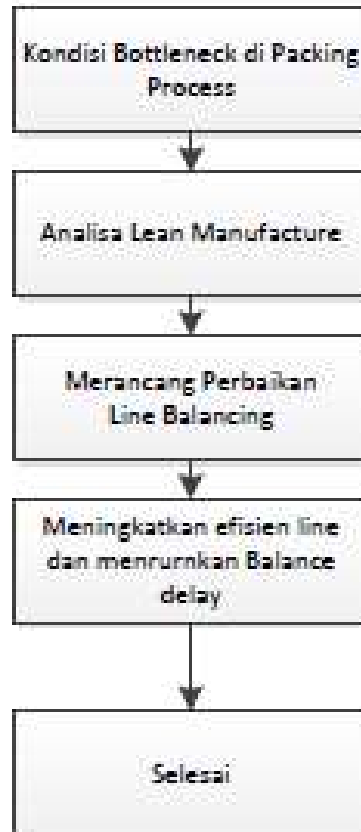 Kondisi Bottleneck di Packing
Process
Analisa Lean Manufacture
Merancang Perbaikan
Line Balancing
Meningkatkan efisien line
dan menrurnkan Balance
delay
Selesai